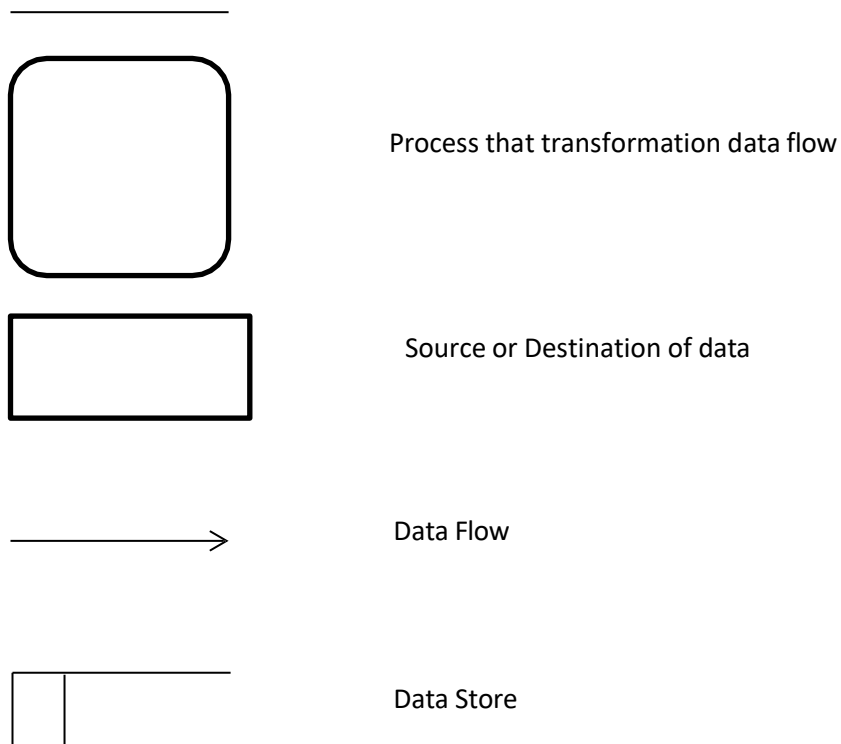 Process that transformation data flow
Source or Destination of data
Data Flow
Data Store